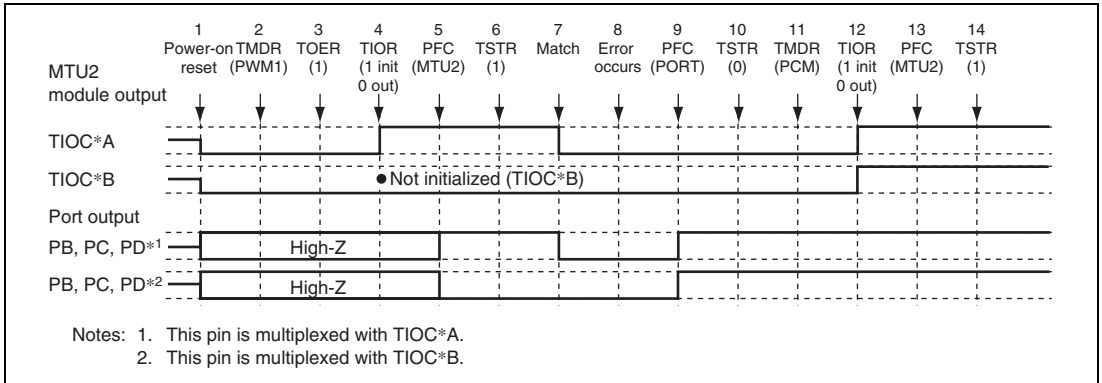 1 2 3 4 5 6 7 8 9 10 11 12 13 14
Power-on TMDR TOER TIOR PFC TSTR Match Error PFC TSTR TMDR TIOR PFC TSTR
reset (PWM1) (1) (1 init (MTU2) (1) occurs (PORT) (0) (PCM) (1 init (MTU2) (1)
0 out) 0 out)
MTU2
module output
TIOC*A
TIOC*B
Not initialized (TIOC*B)
Port output
PB, PC, PD*1 High-Z
PB, PC, PD*2 High-Z
Notes: 1. This pin is multiplexed with TIOC*A.
2. This pin is multiplexed with TIOC*B.